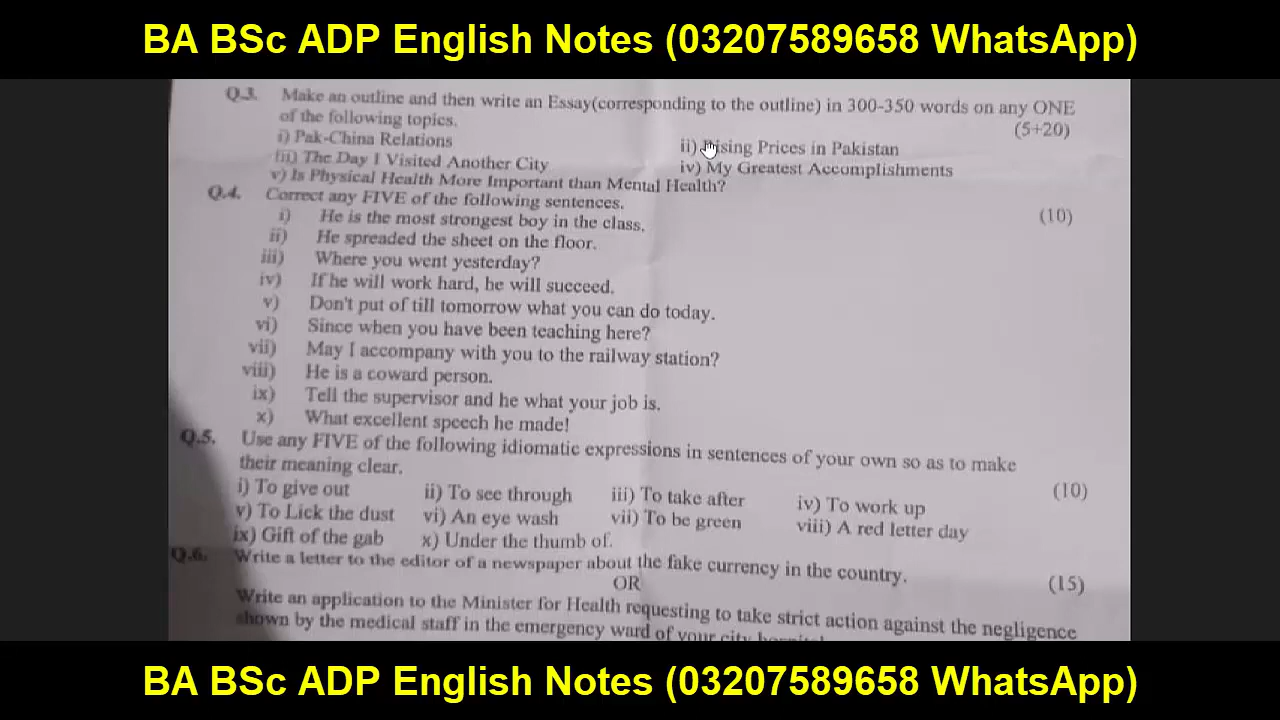 BA BSc ADP English Notes (03207589658 WhatsApp)
Q.3. Make an outline and then write an Essay(corresponding to the outline) in 300-350 words on any ONE
of the following topics. (5+20)
i) Pak-China Relations ii) Rising Prices in Pakistan
iii) The Day I Visited Another City iv) My Greatest Accomplishments
v) Is Physical Health More Important than Mental Health?
Q.4. Correct any FIVE of the following sentences. (10)
i) He is the most strongest boy in the class.
ii) He spreaded the sheet on the floor.
iii) Where you went yesterday?
iv) If he will work hard, he will succeed.
v) Don't put of till tomorrow what you can do today.
vi) Since when you have been teaching here?
vii) May I accompany with you to the railway station?
viii) He is a coward person.
ix) Tell the supervisor and he what your job is.
x) What excellent speech he made!
Q.5. Use any FIVE of the following idiomatic expressions in sentences of your own so as to make
their meaning clear. (10)
i) To give out ii) To see through iii) To take after iv) To work up
v) To Lick the dust vi) An eye wash vii) To be green viii) A red letter day
ix) Gift of the gab x) Under the thumb of.
Q.6. Write a letter to the editor of a newspaper about the fake currency in the country. (15)
OR
Write an application to the Minister for Health requesting to take strict action against the negligence
shown by the medical staff in the emergency ward of your city
BA BSc ADP English Notes (03207589658 WhatsApp)